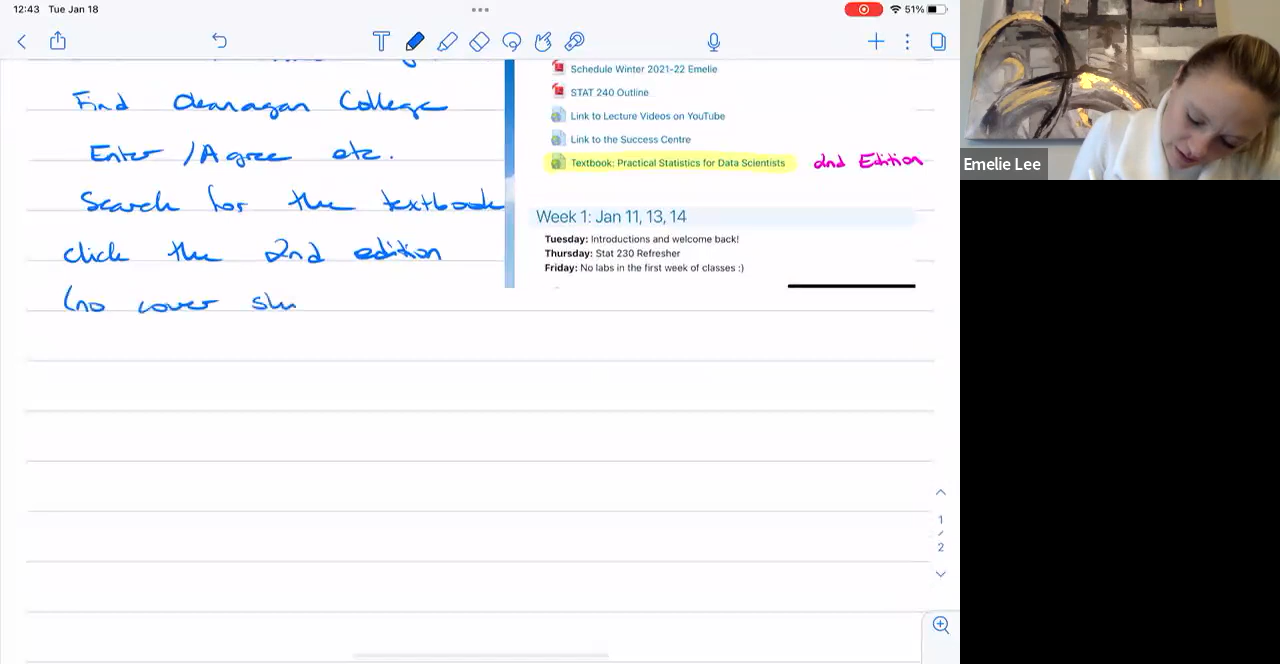 12:43 Tue Jan 18
51%
Find Okanagan College
Enter / Agree etc.
Search for the textbook
click the 2nd edition
(no cover
Schedule Winter 2021-22 Emelie
STAT 240 Outline
Link to Lecture Videos on YouTube
Link to the Success Centre
Textbook: Practical Statistics for Data Scientists 2nd Edition
Week 1: Jan 11, 13, 14
Tuesday: Introductions and welcome back!
Thursday: Stat 230 Refresher
Friday: No labs in the first week of classes :)
1
/
2
Emelie Lee